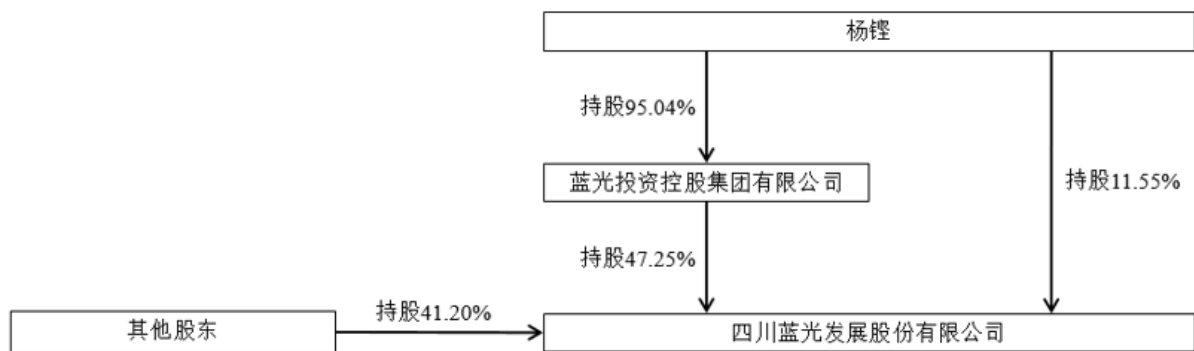 杨铿
持股95.04%
蓝光投资控股集团有限公司
持股11.55%
持股47.25%
持股41.20%
其他股东
四川蓝光发展股份有限公司